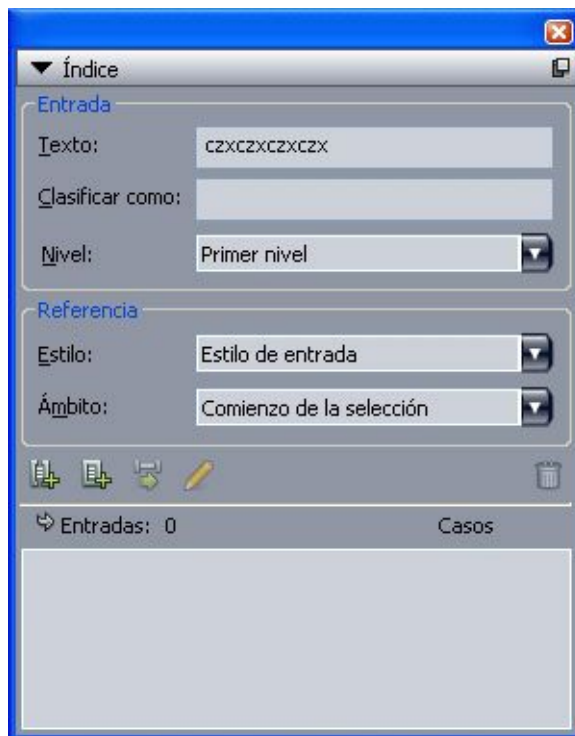 Índice
Entrada
Texto: czxczxczxczx
Clasificar como:
Nivel: Primer nivel
Referencia
Estilo: Estilo de entrada
Ámbito: Comienzo de la selección
Entradas: 0 Casos